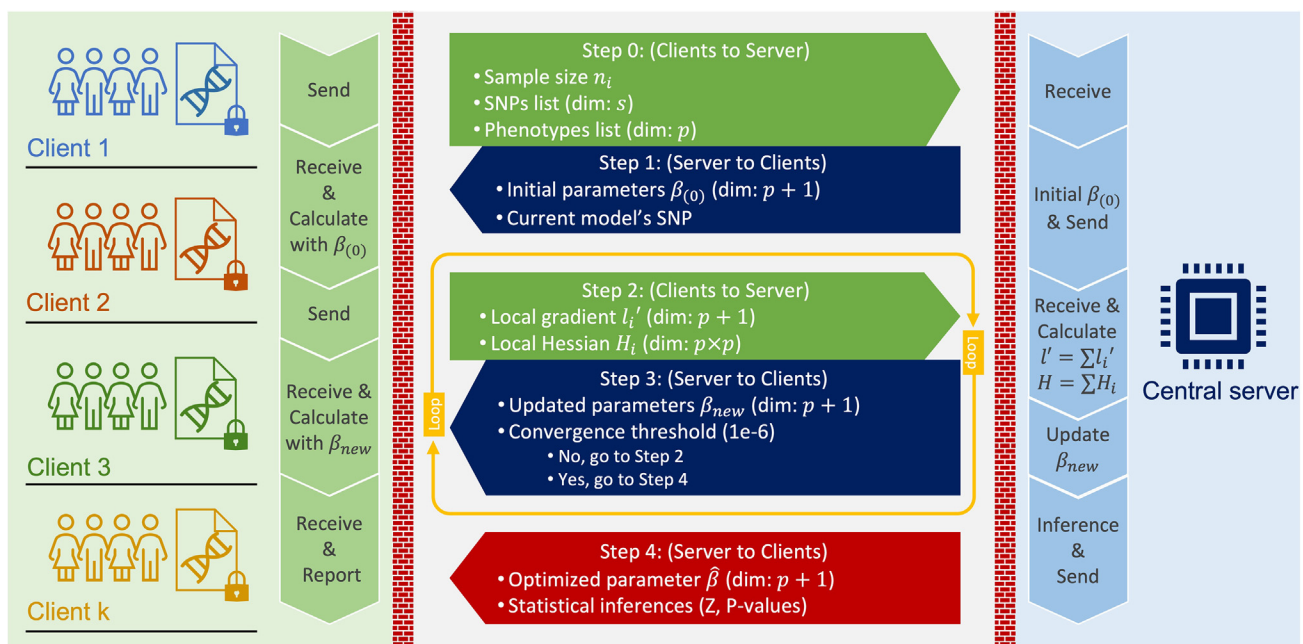 Client 1
Client 2
Client 3
Client k
Send
Receive
&
Calculate
with β₍₀₎
Send
Receive &
Calculate
with βₙₑw
Receive
&
Report
Step 0: (Clients to Server)
• Sample size nᵢ
• SNPs list (dim: s)
• Phenotypes list (dim: p)
Step 1: (Server to Clients)
• Initial parameters β₍₀₎ (dim: p + 1)
• Current model's SNP
Step 2: (Clients to Server)
• Local gradient lᵢ′ (dim: p + 1)
• Local Hessian Hᵢ (dim: p×p)
Loop
Step 3: (Server to Clients)
• Updated parameters βₙₑw (dim: p + 1)
• Convergence threshold (1e-6)
• No, go to Step 2
• Yes, go to Step 4
Loop
Step 4: (Server to Clients)
• Optimized parameter β̂ (dim: p + 1)
• Statistical inferences (Z, P-values)
Receive
Initial β₍₀₎
& Send
Receive &
Calculate
l′ = ∑lᵢ′
H = ∑Hᵢ
Update
βₙₑw
Inference
&
Send
Central server